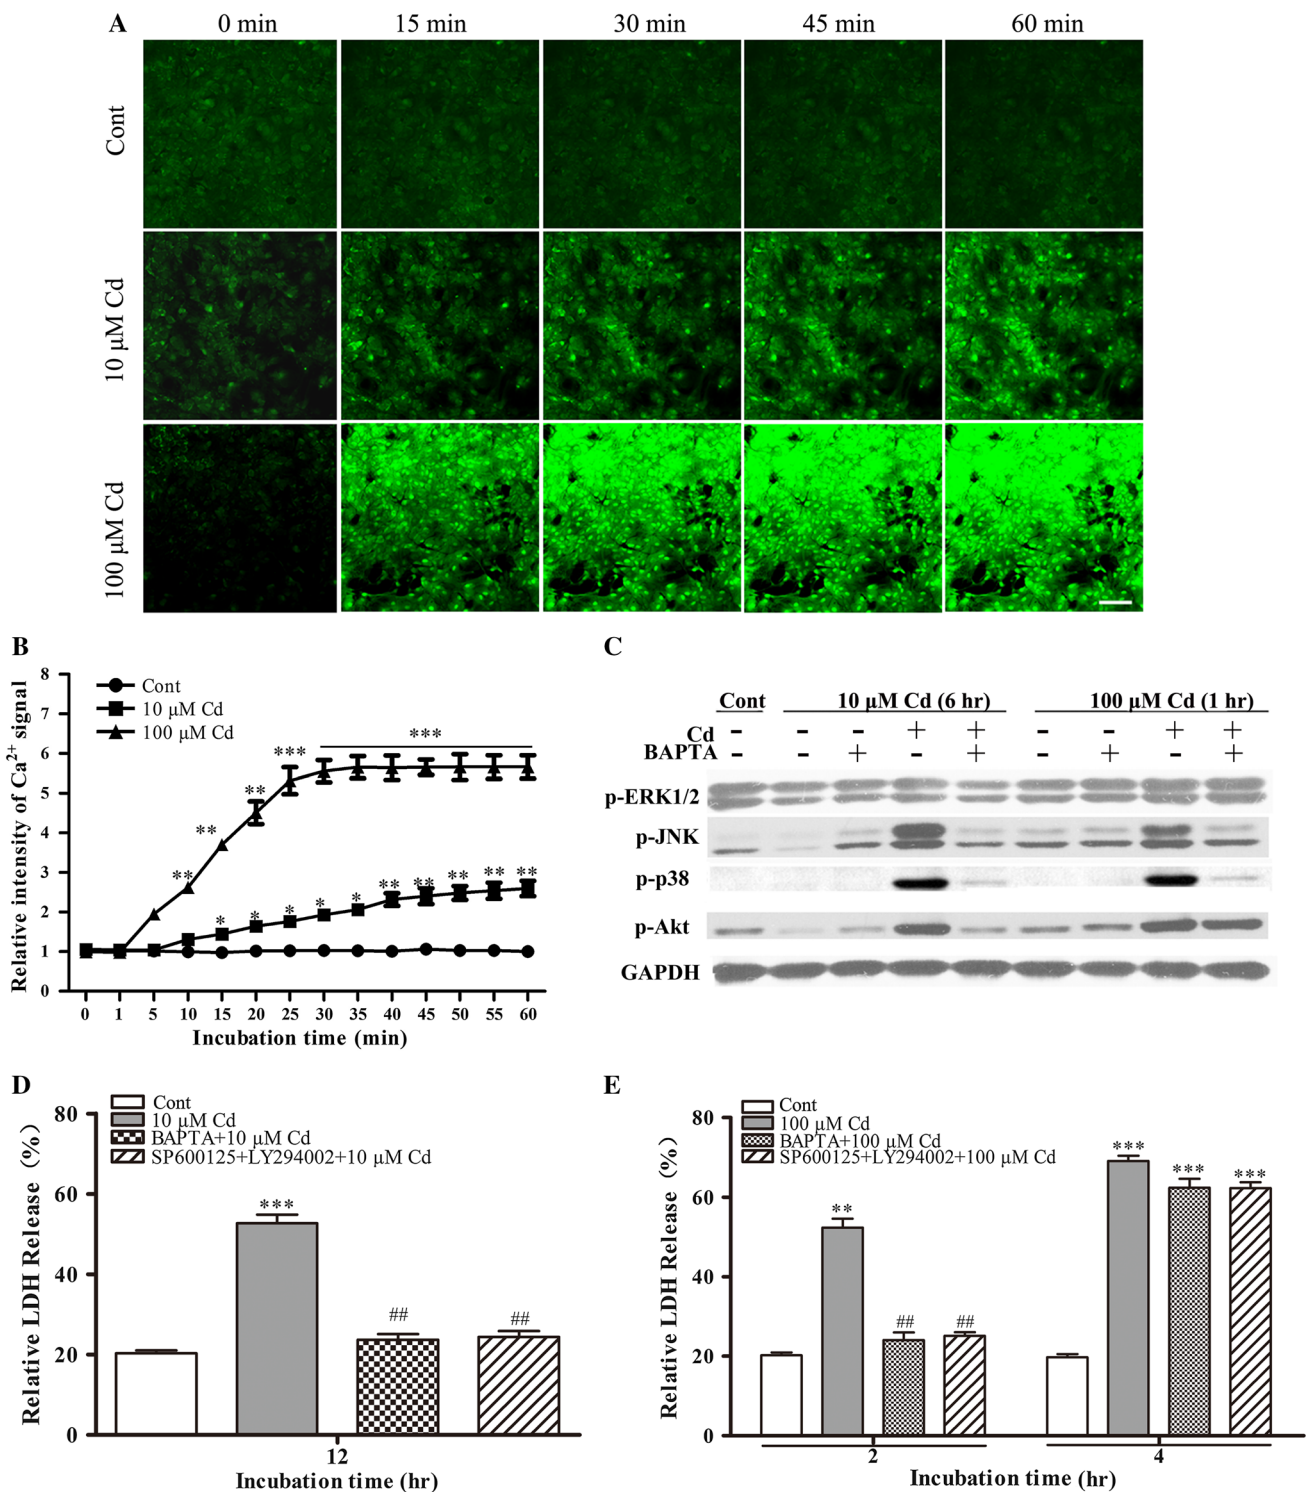 A
0 min 15 min 30 min 45 min 60 min
Cont
10 μM Cd
100 μM Cd
B
Relative intensity of Ca2+ signal
8
7
6
5
4
3
2
1
0
Cont
10 μM Cd
100 μM Cd
** ** ** *** ***
* * * * * ** ** ** ** **
0 1 5 10 15 20 25 30 35 40 45 50 55 60
Incubation time (min)
C
Cont 10 μM Cd (6 hr) 100 μM Cd (1 hr)
Cd - - - + + - - + +
BAPTA - - + - + - + - +
p-ERK1/2
p-JNK
p-p38
p-Akt
GAPDH
D
Relative LDH Release (%)
80
60
40
20
0
Cont
10 μM Cd
BAPTA+10 μM Cd
SP600125+LY294002+10 μM Cd
*** ## ##
12
Incubation time (hr)
E
Relative LDH Release (%)
80
60
40
20
0
Cont
100 μM Cd
BAPTA+100 μM Cd
SP600125+LY294002+100 μM Cd
** ## ## *** *** ***
2 4
Incubation time (hr)